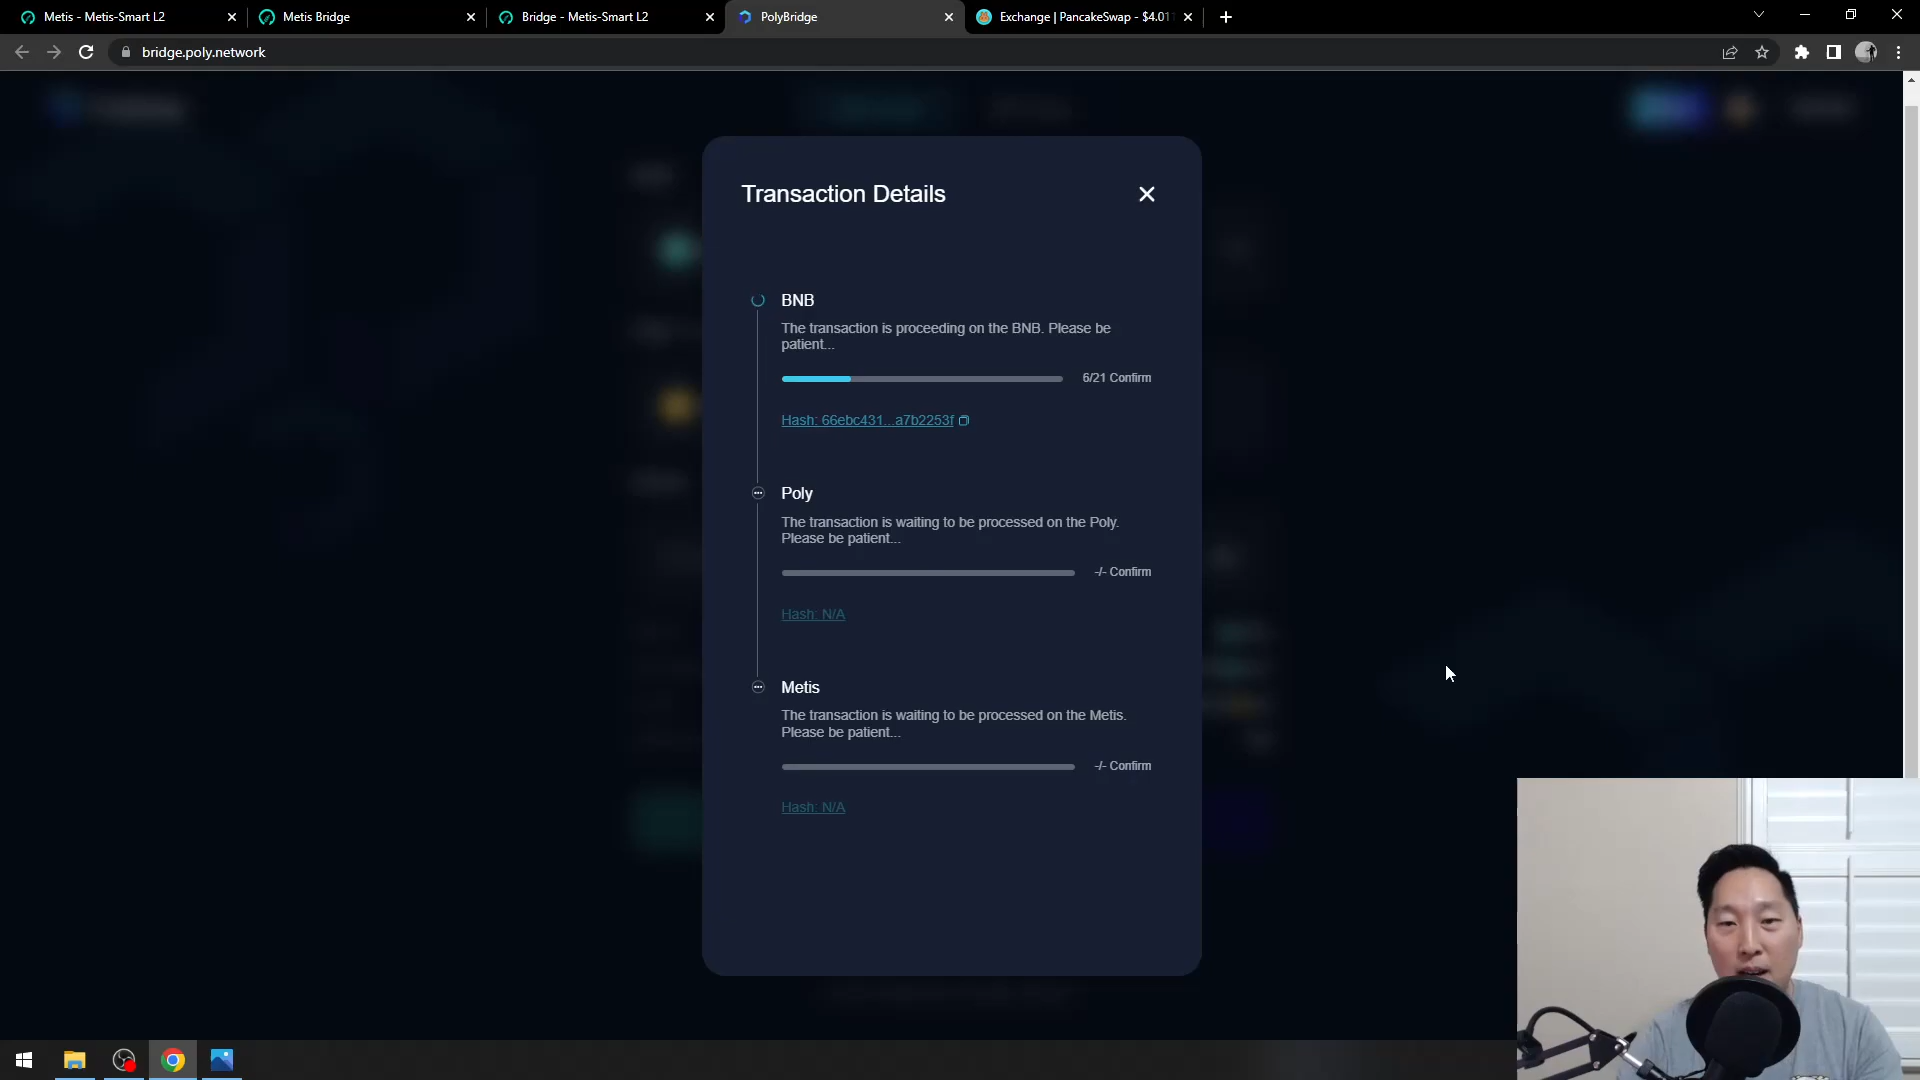 Metis - Metis-Smart L2
Metis Bridge
Bridge - Metis-Smart L2
PolyBridge
Exchange | PancakeSwap - $4.01
bridge.poly.network
Transaction Details
BNB
The transaction is proceeding on the BNB. Please be
patient...
6/21 Confirm
Hash: 66ebc431...a7b2253f
Poly
The transaction is waiting to be processed on the Poly.
Please be patient...
-/- Confirm
Hash: N/A
Metis
The transaction is waiting to be processed on the Metis.
Please be patient...
-/- Confirm
Hash: N/A